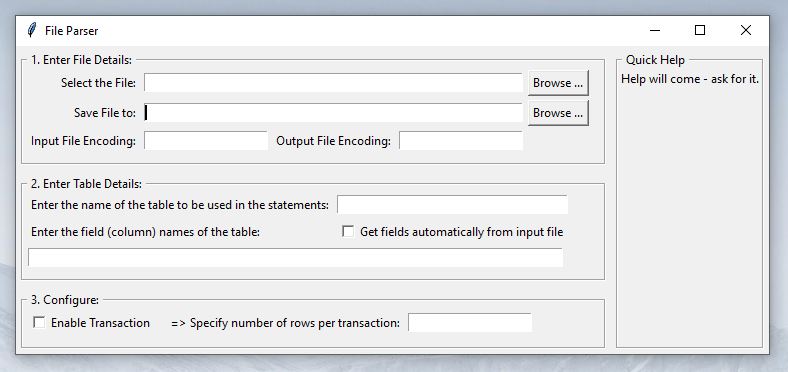 File Parser
1. Enter File Details:
Select the File: Browse ...
Save File to: Browse ...
Input File Encoding: Output File Encoding:
2. Enter Table Details:
Enter the name of the table to be used in the statements:
Enter the field (column) names of the table: Get fields automatically from input file
3. Configure:
Enable Transaction => Specify number of rows per transaction:
Quick Help
Help will come - ask for it.